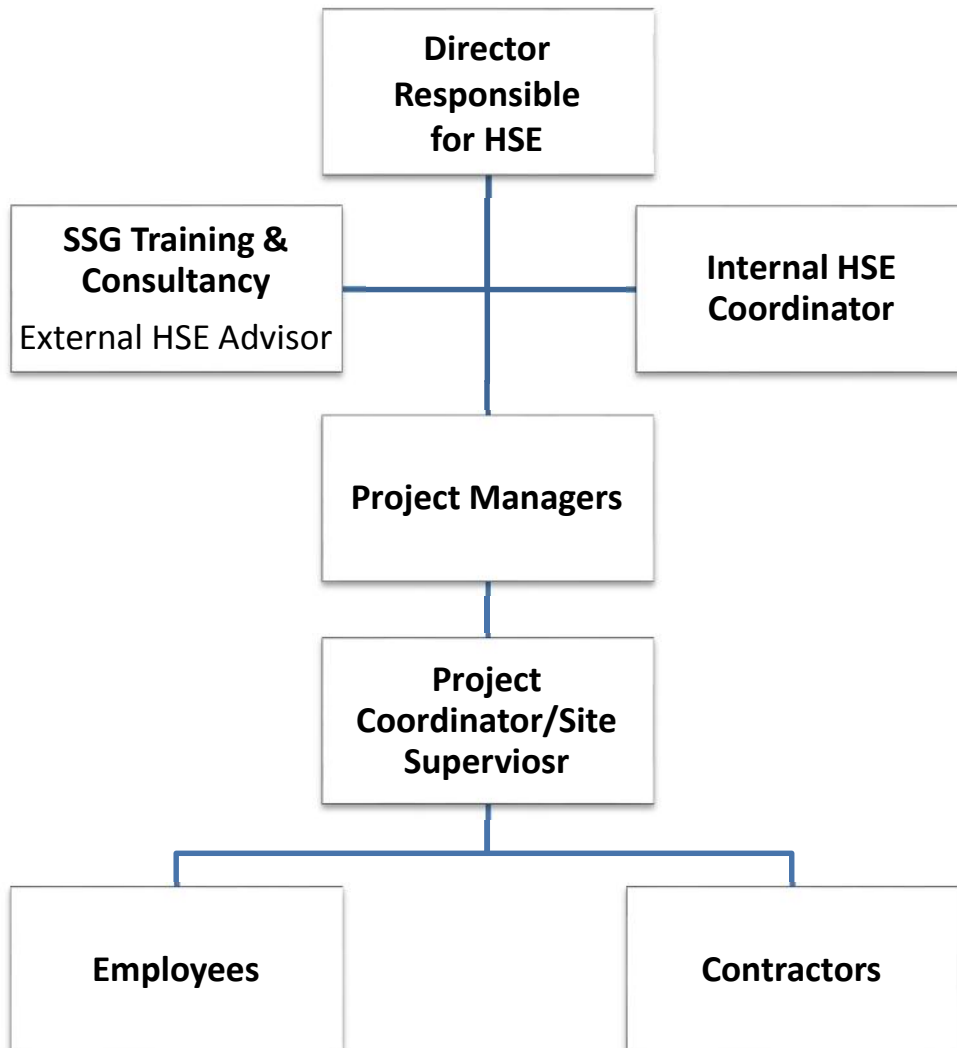 Director
Responsible
for HSE
SSG Training &
Consultancy
External HSE Advisor
Internal HSE
Coordinator
Project Managers
Project
Coordinator/Site
Superviosr
Employees
Contractors